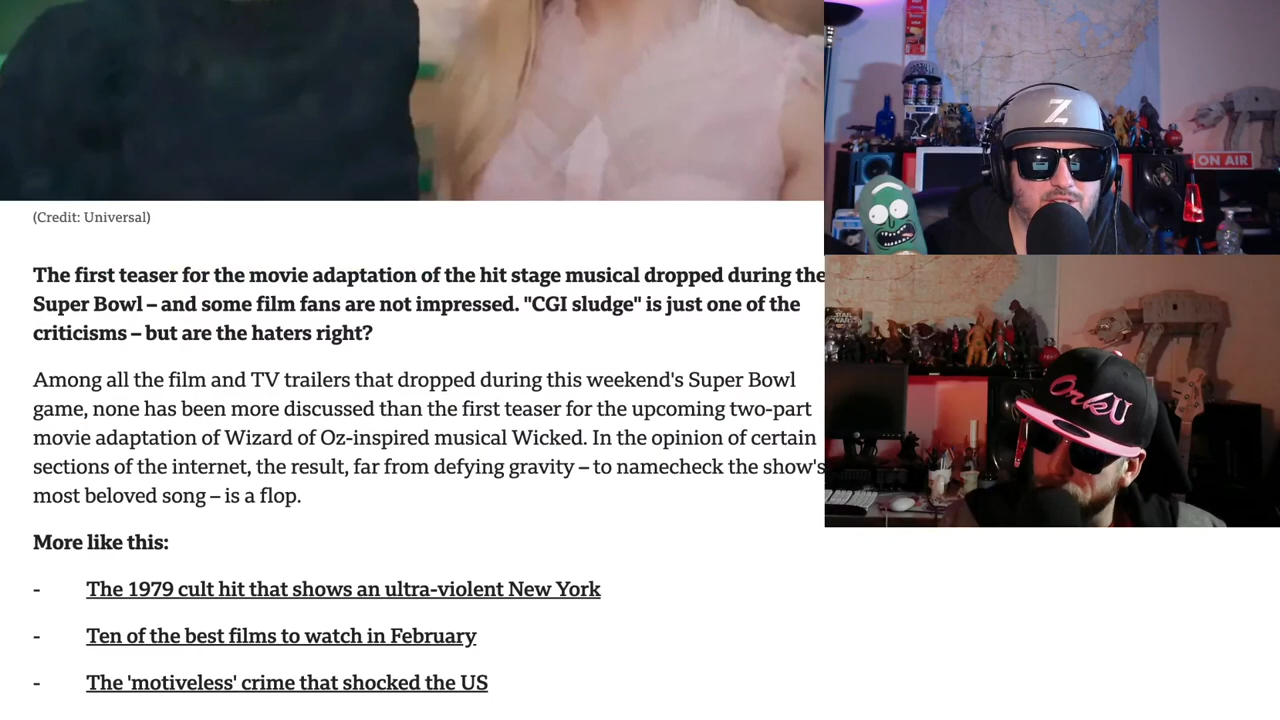 (Credit: Universal)
The first teaser for the movie adaptation of the hit stage musical dropped during the
Super Bowl – and some film fans are not impressed. "CGI sludge" is just one of the
criticisms – but are the haters right?
Among all the film and TV trailers that dropped during this weekend's Super Bowl
game, none has been more discussed than the first teaser for the upcoming two-part
movie adaptation of Wizard of Oz-inspired musical Wicked. In the opinion of certain
sections of the internet, the result, far from defying gravity – to namecheck the show's
most beloved song – is a flop.
More like this:
- The 1979 cult hit that shows an ultra-violent New York
- Ten of the best films to watch in February
- The 'motiveless' crime that shocked the US
Z
ON AIR
STAR
WARS
OrkU